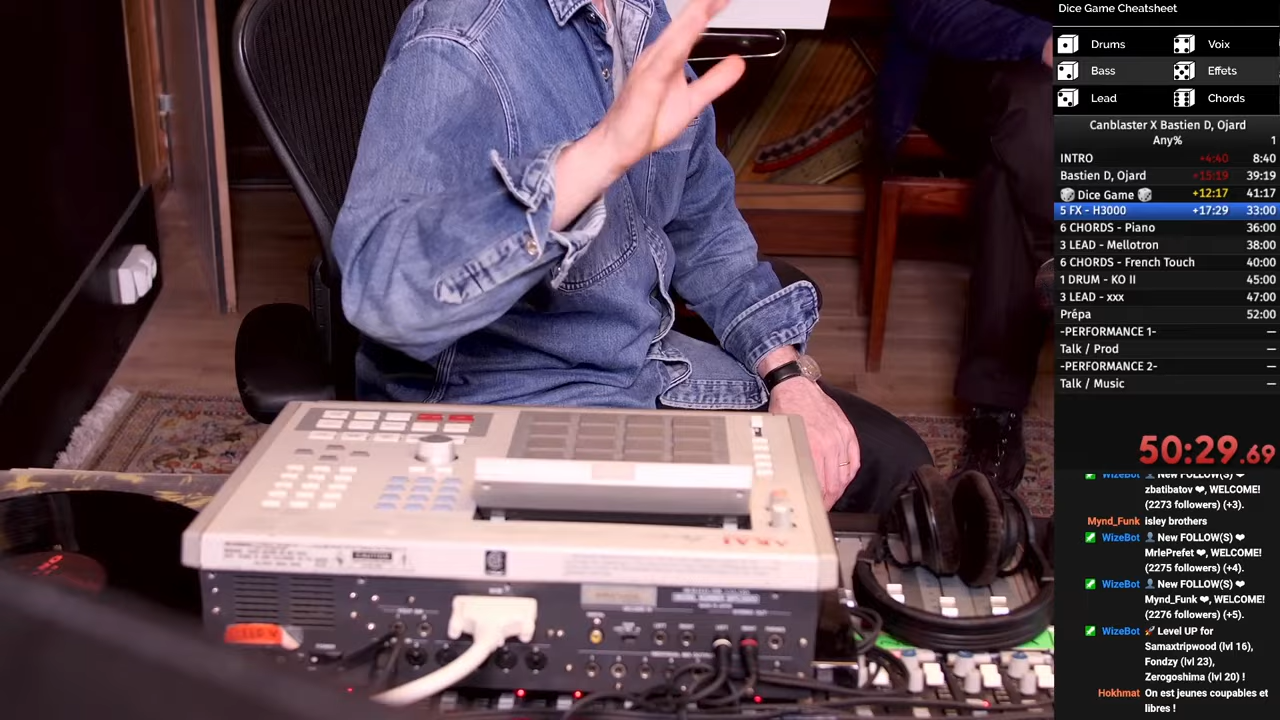 Dice Game Cheatsheet
Drums Voix
Bass Effets
Lead Chords
Canblaster X Bastien D, Ojard
Any% 1
INTRO +4:40 8:40
Bastien D, Ojard +15:19 39:19
Dice Game +12:17 41:17
5 FX - H3000 +17:29 33:00
6 CHORDS - Piano 36:00
3 LEAD - Mellotron 38:00
6 CHORDS - French Touch 40:00
1 DRUM - KO II 45:00
3 LEAD - xxx 47:00
Prépa 52:00
-PERFORMANCE 1- —
Talk / Prod —
-PERFORMANCE 2- —
Talk / Music —
50:29.69
WizeBot New FOLLOW(S) ❤
zbatibatov ❤, WELCOME!
(2273 followers) (+3).
Mynd_Funk isley brothers
WizeBot New FOLLOW(S) ❤
MrlePrefet ❤, WELCOME!
(2275 followers) (+4).
WizeBot New FOLLOW(S) ❤
Mynd_Funk ❤, WELCOME!
(2276 followers) (+5).
WizeBot 🚀 Level UP for
Samaxtripwood (lvl 16),
Fondzy (lvl 23),
Zerogoshima (lvl 20) !
Hokhmat On est jeunes coupables et
libres !
AKAI